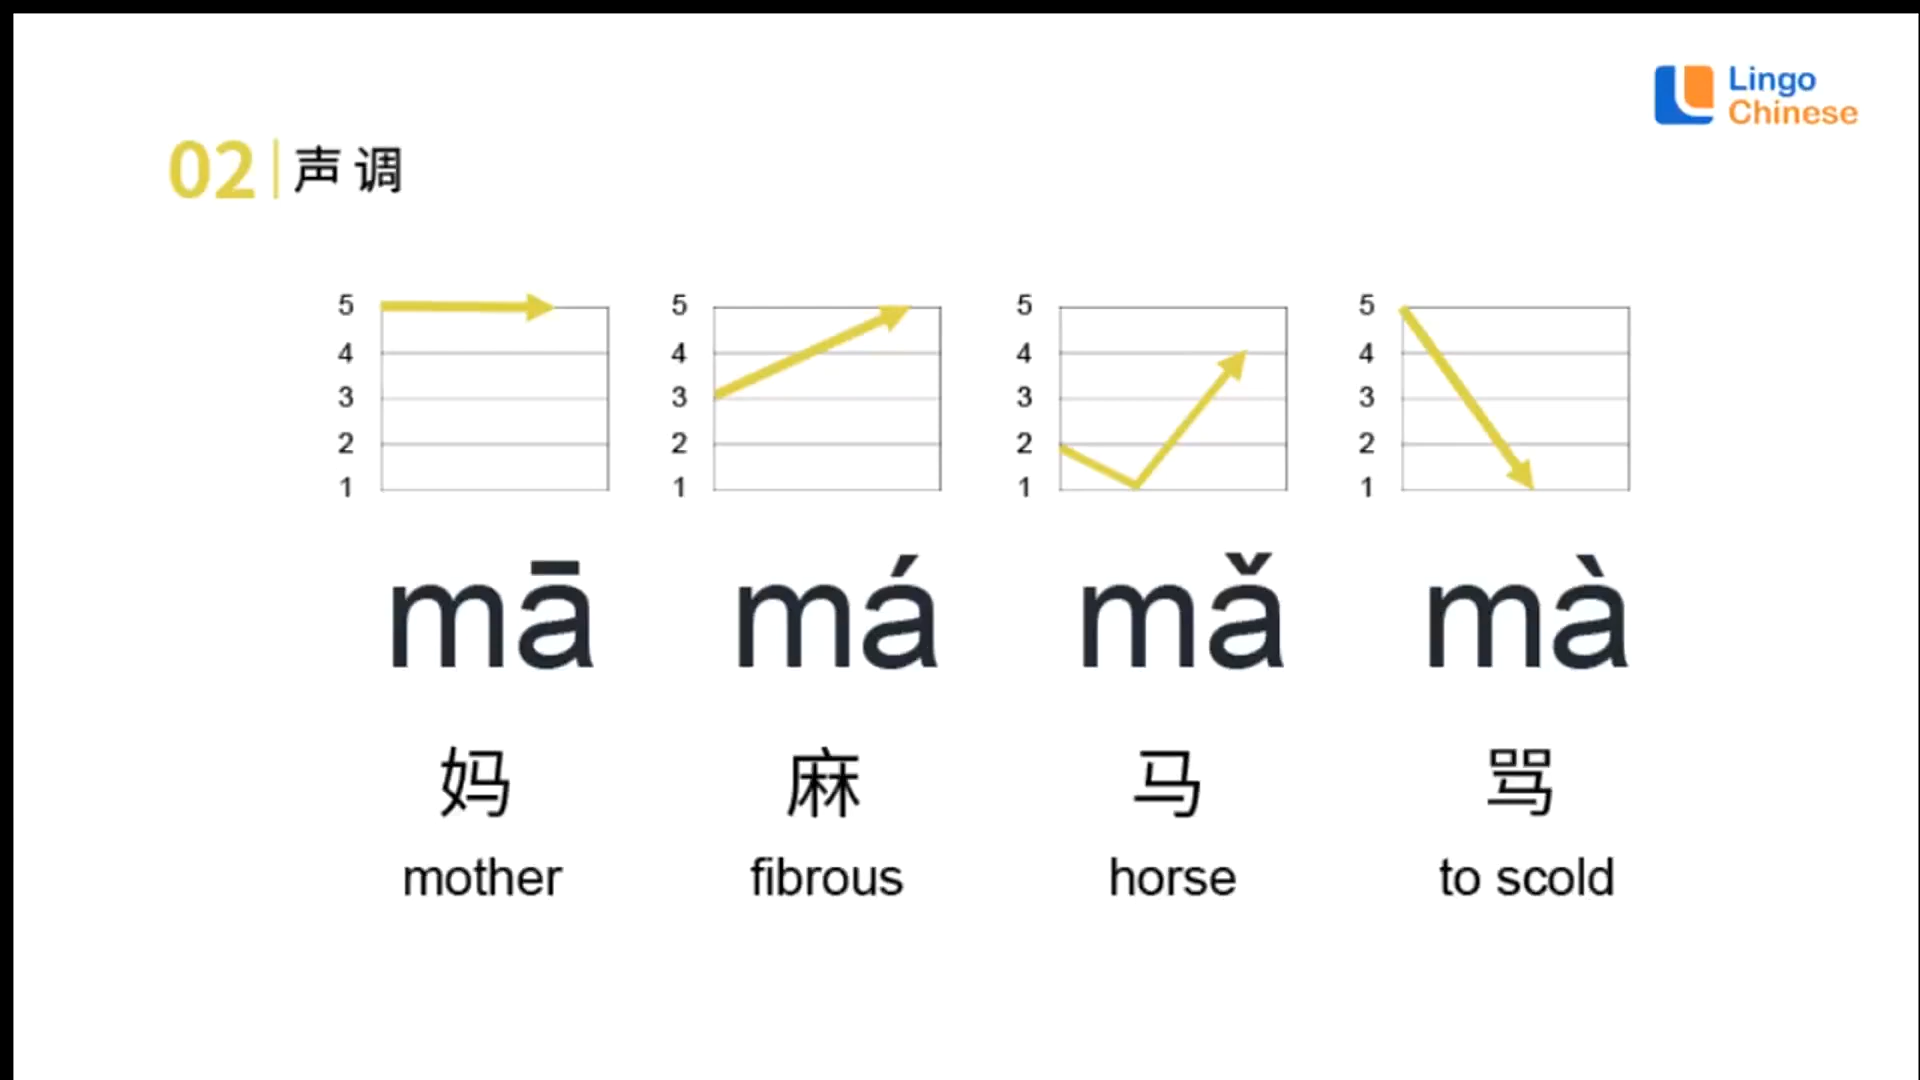 Lingo
Chinese
02 声调
5 5 5 5
4 4 4 4
3 3 3 3
2 2 2 2
1 1 1 1
mā má mǎ mà
妈 麻 马 骂
mother fibrous horse to scold